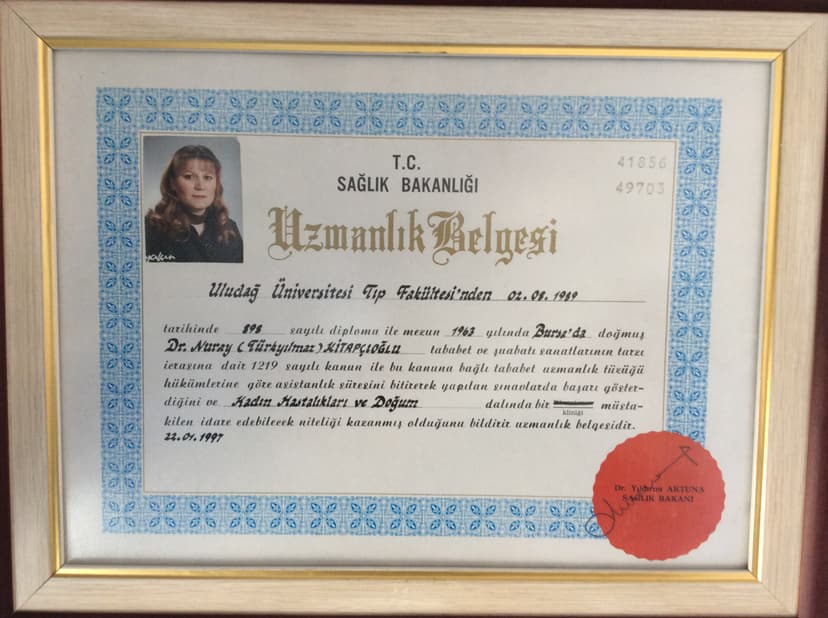 T.C.
SAĞLIK BAKANLIĞI
41856
49703
Uzmanlık Belgesi
yakın
Uludağ Üniversitesi Tıp Fakültesi'nden 02.08.1989
tarihinde 898 sayılı diploma ile mezun 1963 yılında Bursa'da doğmuş
Dr. Nuray (Türkyılmaz) KİTAPÇIOĞLU tababet ve şuabatı sanatlarının tarzı
icrasına dair 1219 sayılı kanun ile bu kanuna bağlı tababet uzmanlık tüzüğü
hükümlerine göre asistanlık süresini bitirerek yapılan sınavlarda başarı göster-
diğini ve Kadın Hastalıkları ve Doğum dalında bir müsta-
kliniği
kilen idare edebilecek niteliği kazanmış olduğunu bildirir uzmanlık belgesidir.
22.01.1997
Dr. Yıldırım AKTUNA
SAĞLIK BAKANI